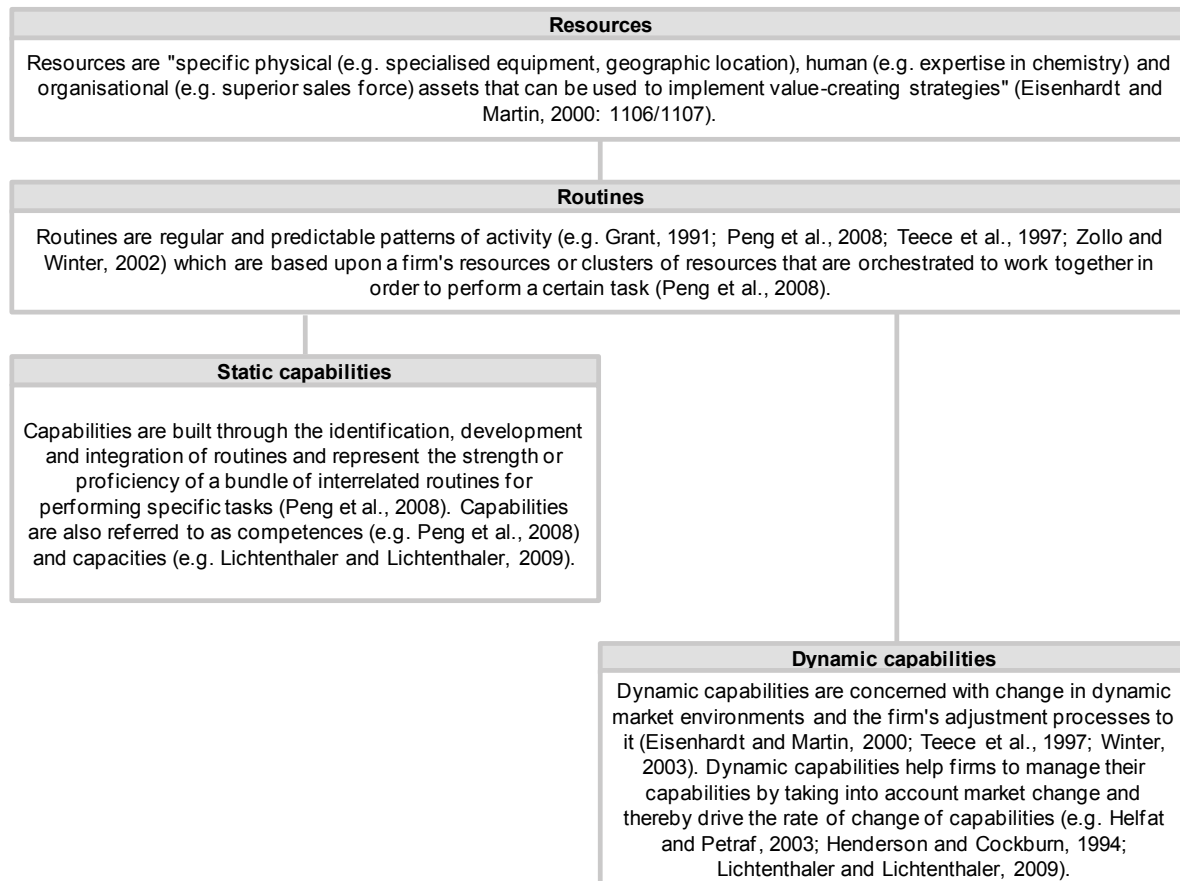 Resources
Resources are "specific physical (e.g. specialised equipment, geographic location), human (e.g. expertise in chemistry) and
organisational (e.g. superior sales force) assets that can be used to implement value-creating strategies" (Eisenhardt and
Martin, 2000: 1106/1107).
Routines
Routines are regular and predictable patterns of activity (e.g. Grant, 1991; Peng et al., 2008; Teece et al., 1997; Zollo and
Winter, 2002) which are based upon a firm's resources or clusters of resources that are orchestrated to work together in
order to perform a certain task (Peng et al., 2008).
Static capabilities
Capabilities are built through the identification, development
and integration of routines and represent the strength or
proficiency of a bundle of interrelated routines for
performing specific tasks (Peng et al., 2008). Capabilities
are also referred to as competences (e.g. Peng et al., 2008)
and capacities (e.g. Lichtenthaler and Lichtenthaler, 2009).
Dynamic capabilities
Dynamic capabilities are concerned with change in dynamic
market environments and the firm's adjustment processes to
it (Eisenhardt and Martin, 2000; Teece et al., 1997; Winter,
2003). Dynamic capabilities help firms to manage their
capabilities by taking into account market change and
thereby drive the rate of change of capabilities (e.g. Helfat
and Petraf, 2003; Henderson and Cockburn, 1994;
Lichtenthaler and Lichtenthaler, 2009).